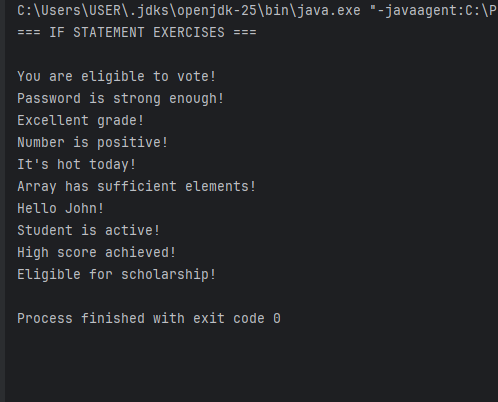 C:\Users\USER\.jdks\openjdk-25\bin\java.exe "-javaagent:C:\P
=== IF STATEMENT EXERCISES ===
You are eligible to vote!
Password is strong enough!
Excellent grade!
Number is positive!
It's hot today!
Array has sufficient elements!
Hello John!
Student is active!
High score achieved!
Eligible for scholarship!
Process finished with exit code 0